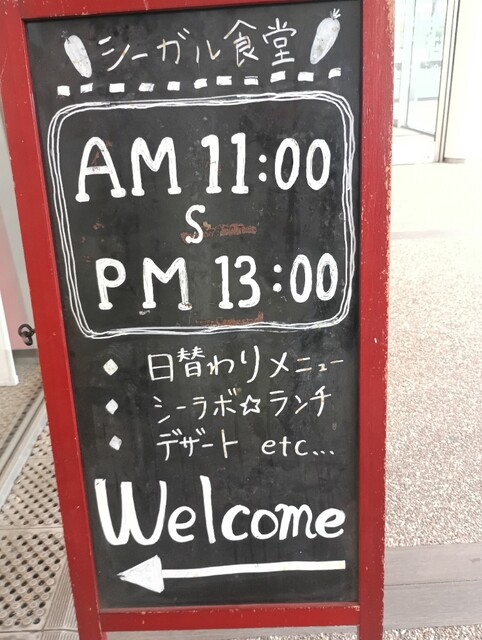 シーガル食堂
AM 11:00
S
PM 13:00
◆ 日替わりメニュー
◆ シーラボ☆ランチ
◆ デザート etc...
Welcome